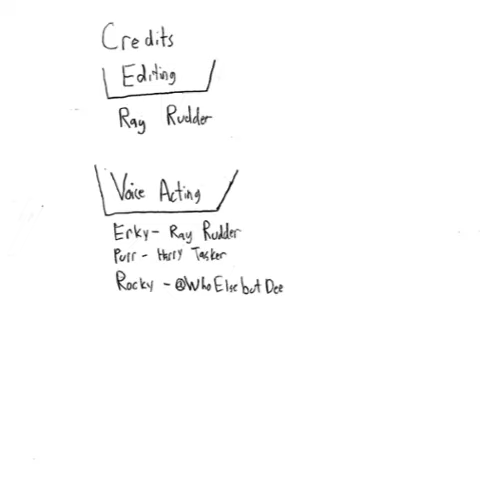 Credits
Editing
Ray Rudder
Voice Acting
Erky - Ray Rudder
Purr - Harry Tasker
Rocky - @WhoElsebutDee